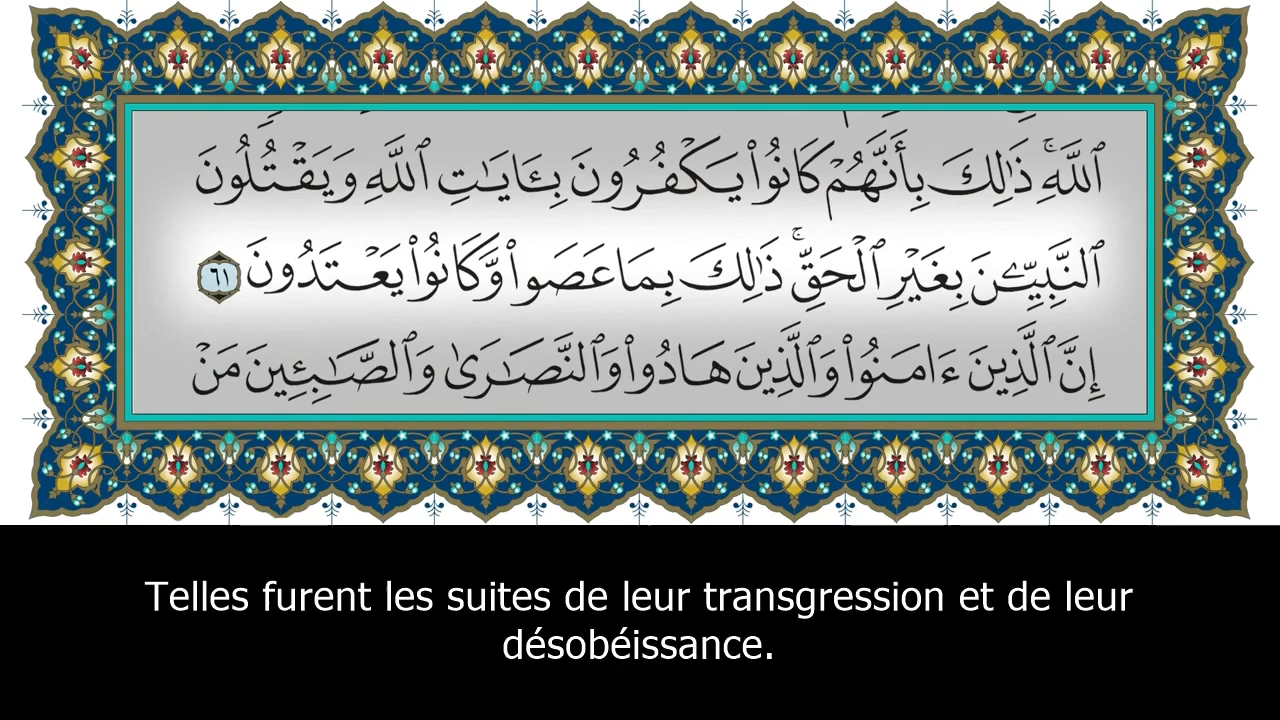 ٱللَّهِۚ ذَٰلِكَ بِأَنَّهُمْ كَانُوا۟ يَكْفُرُونَ بِـَٔايَـٰتِ ٱللَّهِ وَيَقْتُلُونَ
ٱلنَّبِيِّـۧنَ بِغَيْرِ ٱلْحَقِّۚ ذَٰلِكَ بِمَا عَصَوا۟ وَّكَانُوا۟ يَعْتَدُونَ ٦١
إِنَّ ٱلَّذِينَ ءَامَنُوا۟ وَٱلَّذِينَ هَادُوا۟ وَٱلنَّصَـٰرَىٰ وَٱلصَّـٰبِـِٔينَ مَنْ
Telles furent les suites de leur transgression et de leur
désobéissance.